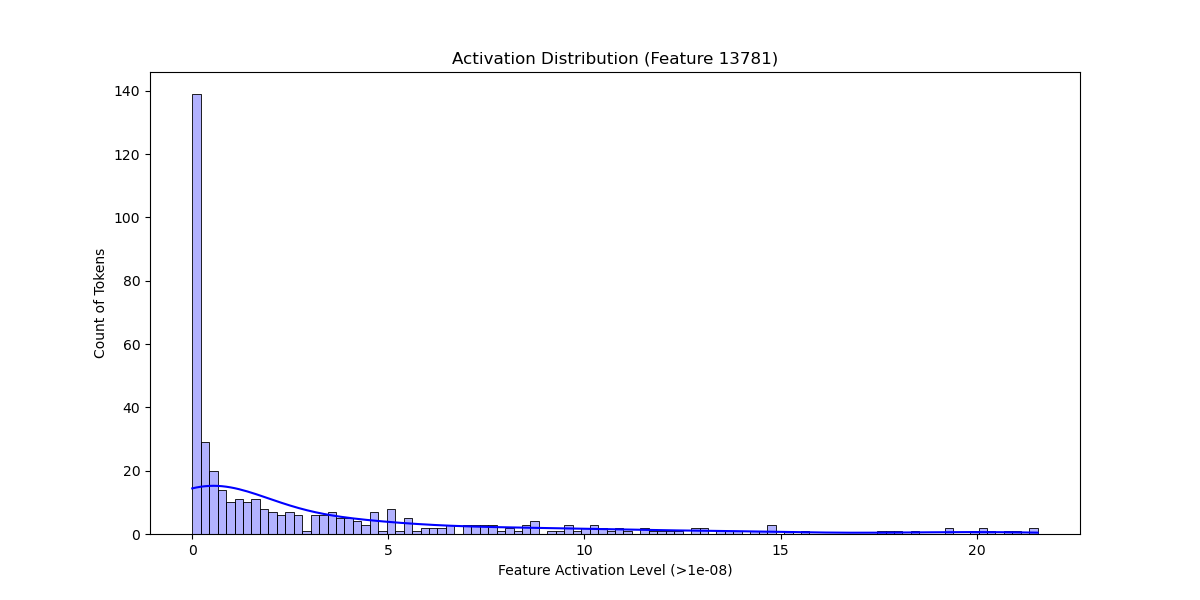 Activation Distribution (Feature 13781)
140
120
100
80
60
40
20
0
Count of Tokens
0 5 10 15 20
Feature Activation Level (>1e-08)